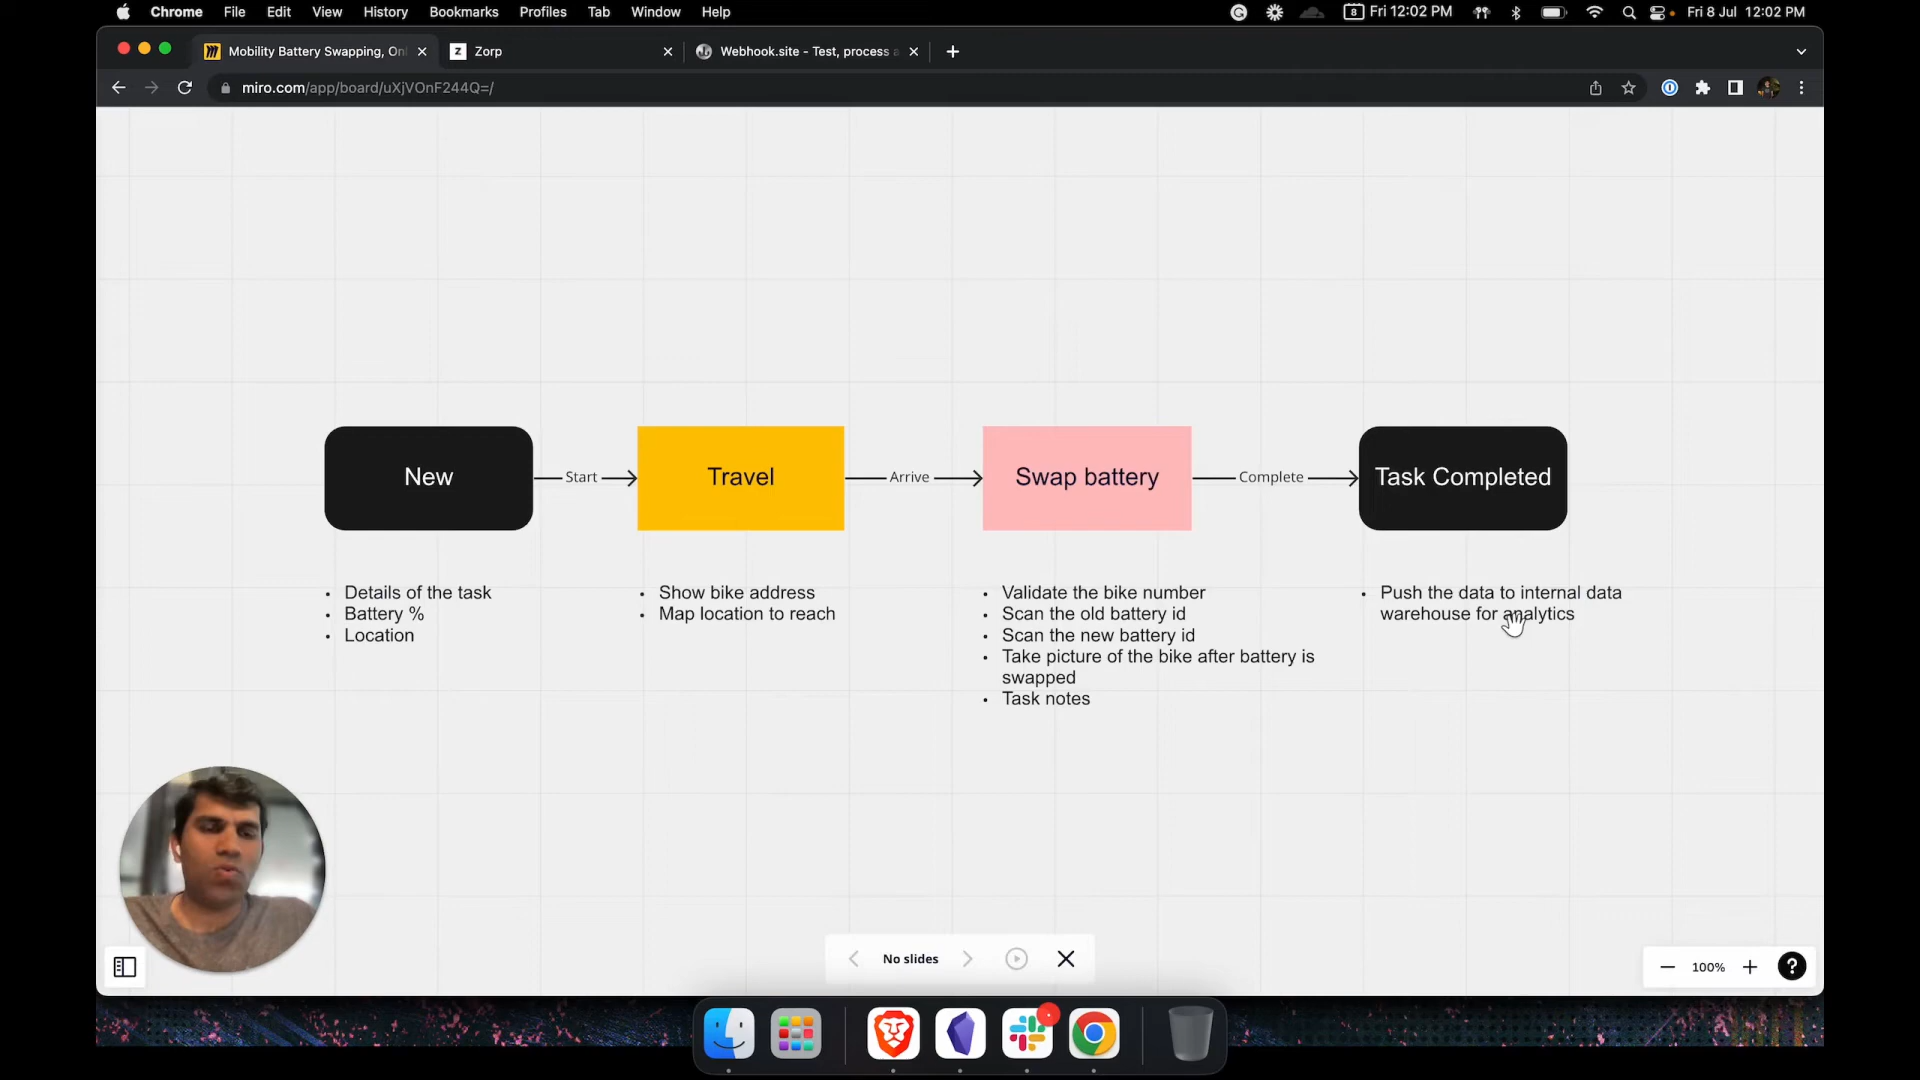 Chrome File Edit View History Bookmarks Profiles Tab Window Help
8 Fri 12:02 PM Fri 8 Jul 12:02 PM
Mobility Battery Swapping, Onl
z Zorp
Webhook.site - Test, process a
miro.com/app/board/uXjVOnF244Q=/
New
Start
Travel
Arrive
Swap battery
Complete
Task Completed
• Details of the task
• Battery %
• Location
• Show bike address
• Map location to reach
• Validate the bike number
• Scan the old battery id
• Scan the new battery id
• Take picture of the bike after battery is
swapped
• Task notes
• Push the data to internal data
warehouse for analytics
No slides
100%
?